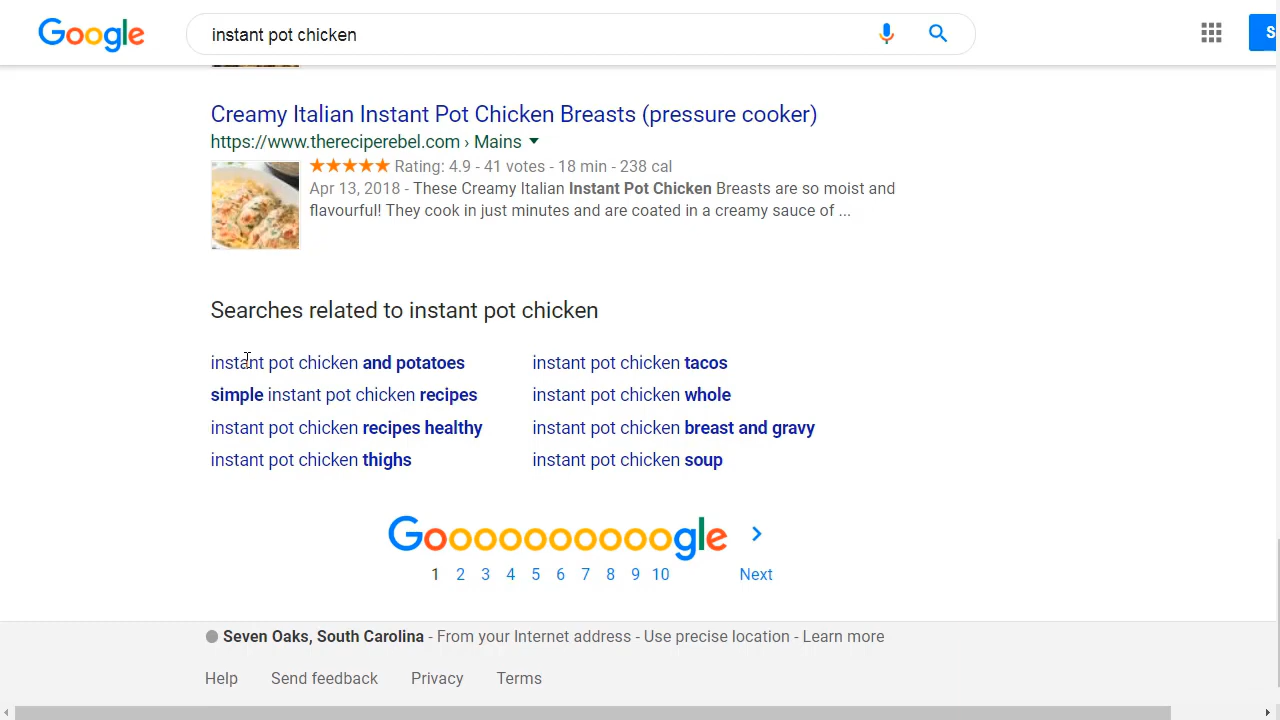 Google
instant pot chicken
S
Creamy Italian Instant Pot Chicken Breasts (pressure cooker)
https://www.thereciperebel.com › Mains
Rating: 4.9 - 41 votes - 18 min - 238 cal
Apr 13, 2018 - These Creamy Italian Instant Pot Chicken Breasts are so moist and
flavourful! They cook in just minutes and are coated in a creamy sauce of ...
Searches related to instant pot chicken
instant pot chicken and potatoes
instant pot chicken tacos
simple instant pot chicken recipes
instant pot chicken whole
instant pot chicken recipes healthy
instant pot chicken breast and gravy
instant pot chicken thighs
instant pot chicken soup
Goooooooooogle
1 2 3 4 5 6 7 8 9 10 Next
Seven Oaks, South Carolina - From your Internet address - Use precise location - Learn more
Help Send feedback Privacy Terms